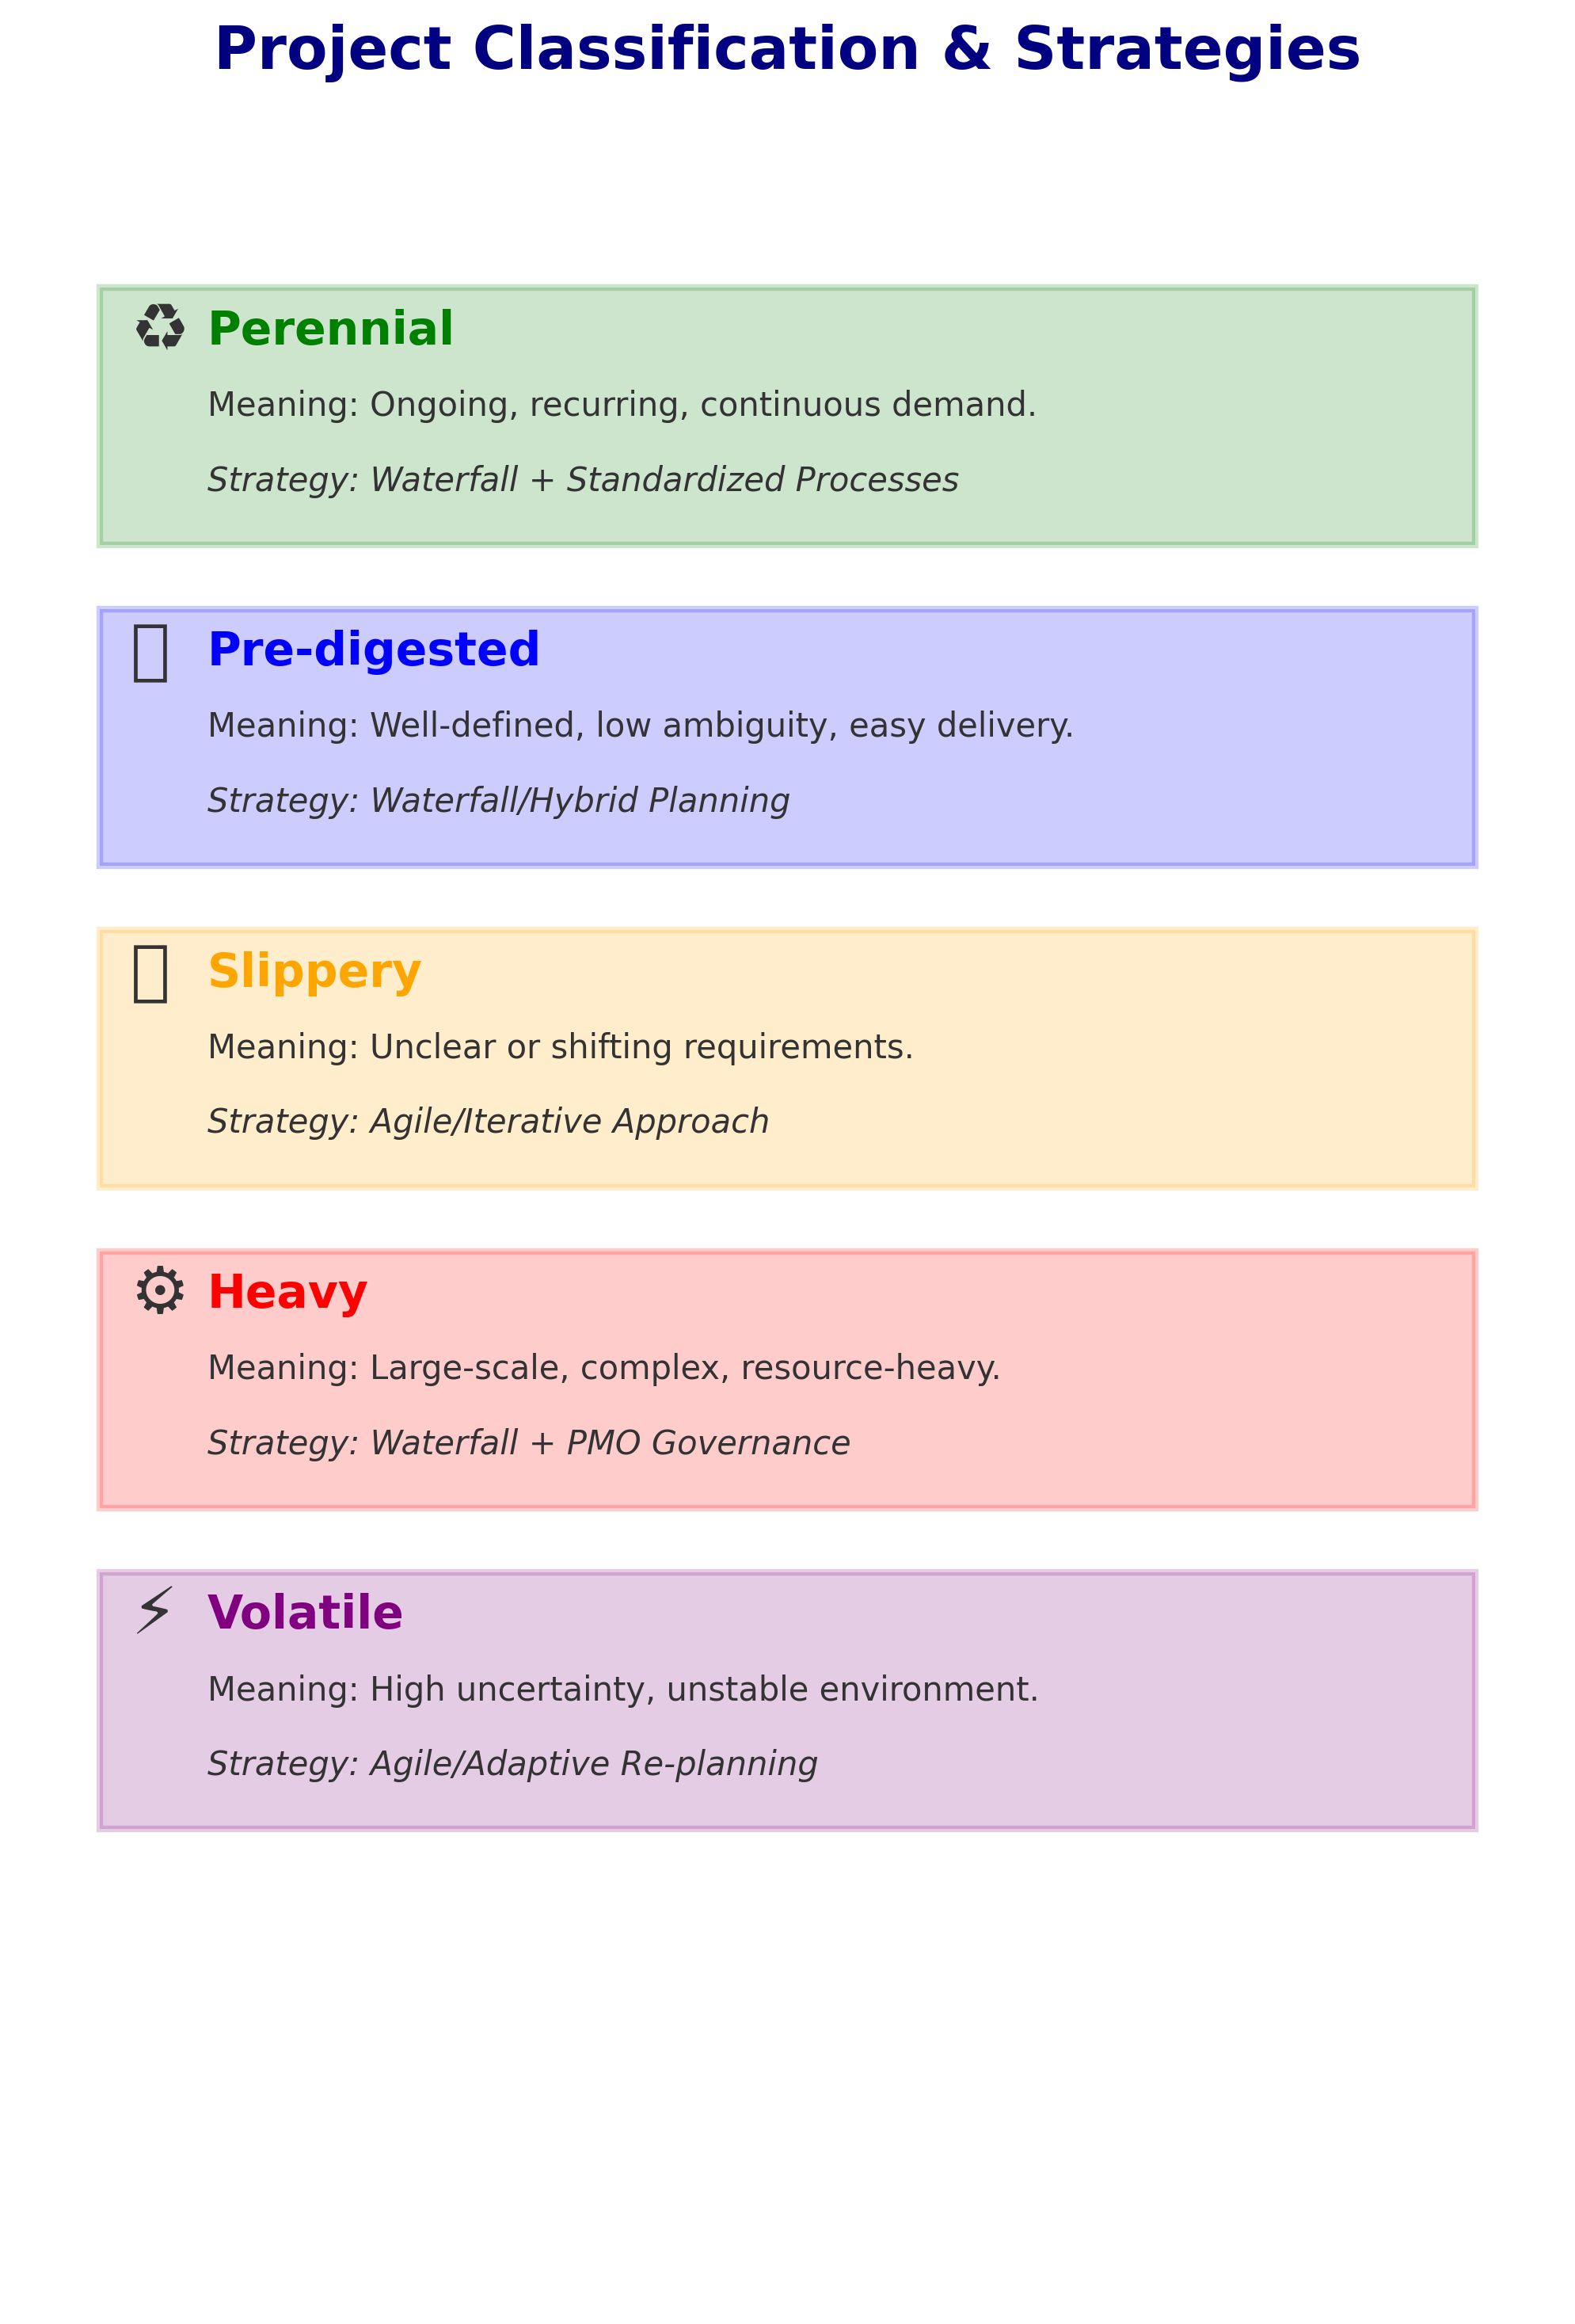 Project Classification & Strategies
♻ Perennial
Meaning: Ongoing, recurring, continuous demand.
Strategy: Waterfall + Standardized Processes
Pre-digested
Meaning: Well-defined, low ambiguity, easy delivery.
Strategy: Waterfall/Hybrid Planning
Slippery
Meaning: Unclear or shifting requirements.
Strategy: Agile/Iterative Approach
⚙ Heavy
Meaning: Large-scale, complex, resource-heavy.
Strategy: Waterfall + PMO Governance
⚡ Volatile
Meaning: High uncertainty, unstable environment.
Strategy: Agile/Adaptive Re-planning